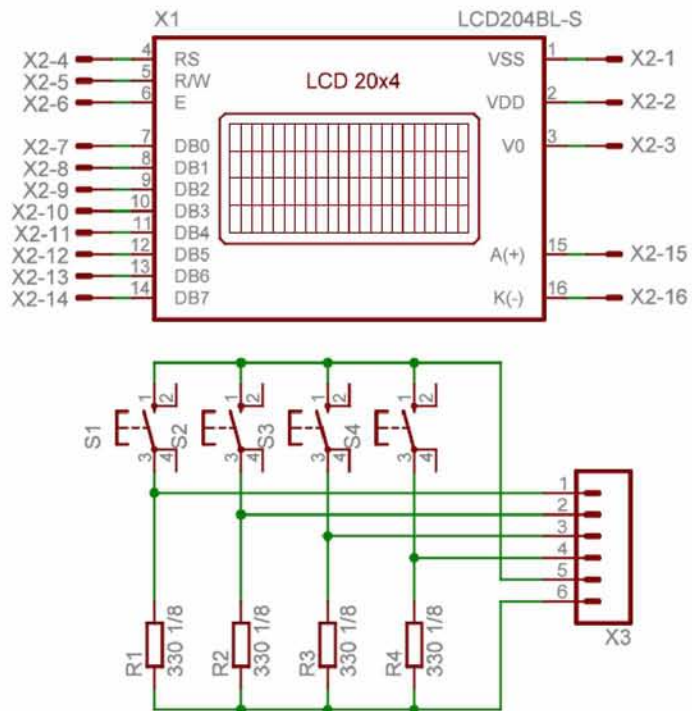 X1 LCD204BL-S
X2-4 4 RS VSS 1 X2-1
X2-5 5 R/W LCD 20x4
X2-6 6 E VDD 2 X2-2
X2-7 7 DB0 V0 3 X2-3
X2-8 8 DB1
X2-9 9 DB2
X2-10 10 DB3
X2-11 11 DB4
X2-12 12 DB5 A(+) 15 X2-15
X2-13 13 DB6
X2-14 14 DB7 K(-) 16 X2-16
1 2 1 2 1 2 1 2
S1 S2 S3 S4
3 4 3 4 3 4 3 4
1
2
3
4
5
6
X3
R1 330 1/8
R2 330 1/8
R3 330 1/8
R4 330 1/8